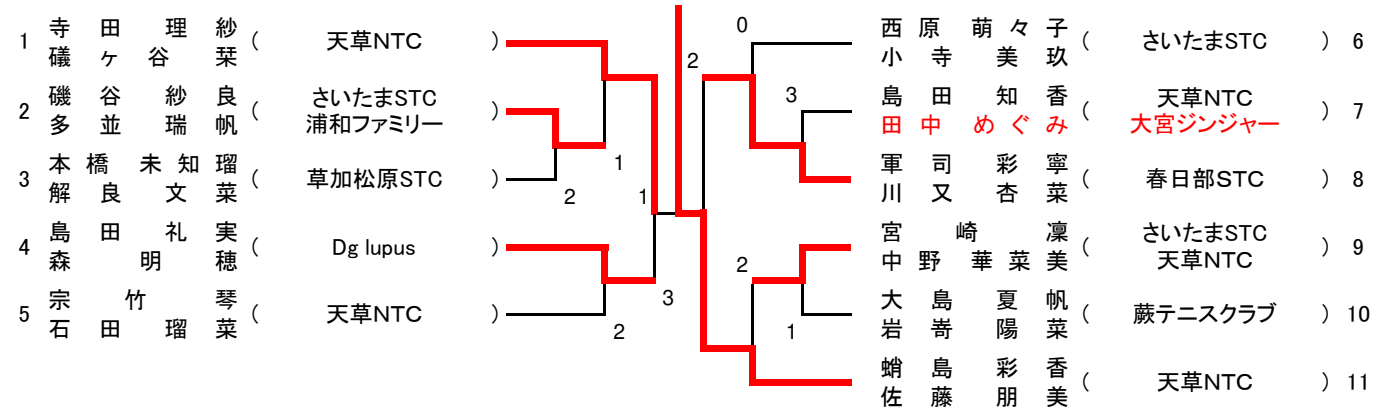 1 寺田理紗 ( 天草NTC )
礒ヶ谷栞
2 磯谷紗良 ( さいたまSTC )
多並瑞帆 浦和ファミリー
3 本橋未知瑠 ( 草加松原STC )
解良文菜
4 島田礼実 ( Dg lupus )
森明穂
5 宗竹琴 ( 天草NTC )
石田瑠菜
1
2
1
2
3
0
2
3
2
1
西原萌々子 ( さいたまSTC ) 6
小寺美玖
島田知香 ( 天草NTC ) 7
田中めぐみ 大宮ジンジャー
軍司彩寧 ( 春日部STC ) 8
川又杏菜
宮崎凜 ( さいたまSTC ) 9
中野華菜美 天草NTC
大島夏帆 ( 蕨テニスクラブ ) 10
岩嵜陽菜
蛸島彩香 ( 天草NTC ) 11
佐藤朋美